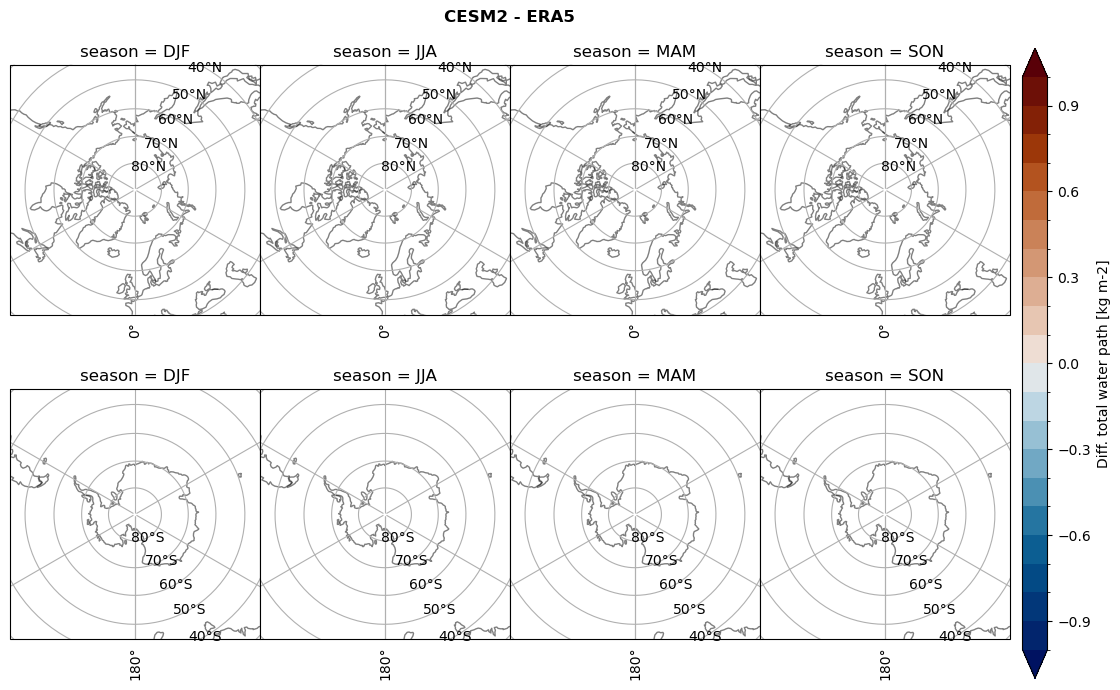 CESM2 - ERA5
season = DJF
season = JJA
season = MAM
season = SON
40°N
50°N
60°N
70°N
80°N
0°
40°N
50°N
60°N
70°N
80°N
0°
40°N
50°N
60°N
70°N
80°N
0°
40°N
50°N
60°N
70°N
80°N
0°
season = DJF
season = JJA
season = MAM
season = SON
80°S
70°S
60°S
50°S
40°S
180°
80°S
70°S
60°S
50°S
40°S
180°
80°S
70°S
60°S
50°S
40°S
180°
80°S
70°S
60°S
50°S
40°S
180°
0.9
0.6
0.3
0.0
−0.3
−0.6
−0.9
Diff. total water path [kg m-2]